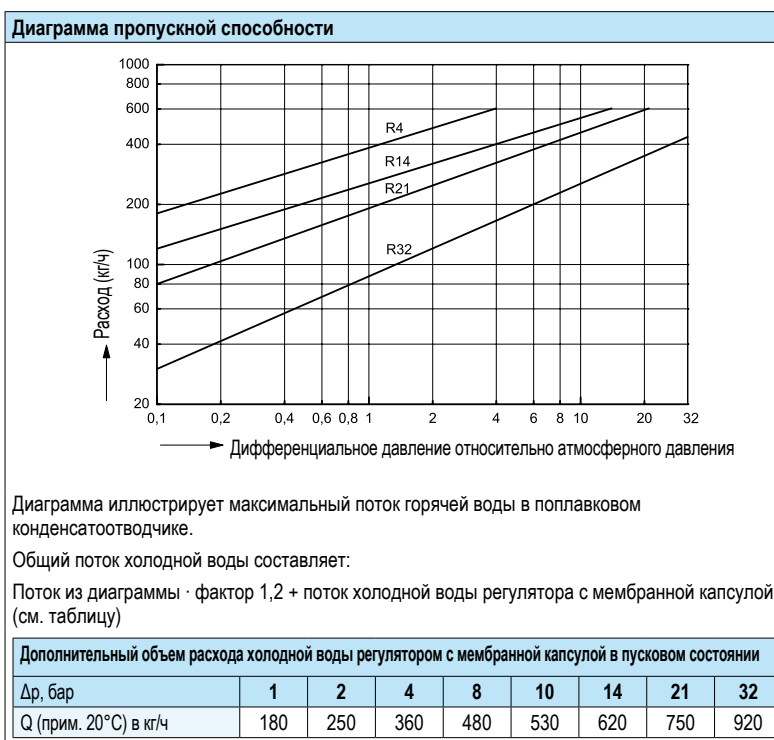 Диаграмма пропускной способности
1000
800
600
400
200
100
80
60
40
20
Расход (кг/ч)
R4
R14
R21
R32
0,1 0,2 0,4 0,6 0,8 1 2 4 6 8 10 20 32
Дифференциальное давление относительно атмосферного давления
Диаграмма иллюстрирует максимальный поток горячей воды в поплавковом
конденсатоотводчике.
Общий поток холодной воды составляет:
Поток из диаграммы · фактор 1,2 + поток холодной воды регулятора с мембранной капсулой
(см. таблицу)
Дополнительный объем расхода холодной воды регулятором с мембранной капсулой в пусковом состоянии
Δp, бар 1 2 4 8 10 14 21 32
Q (прим. 20°C) в кг/ч 180 250 360 480 530 620 750 920